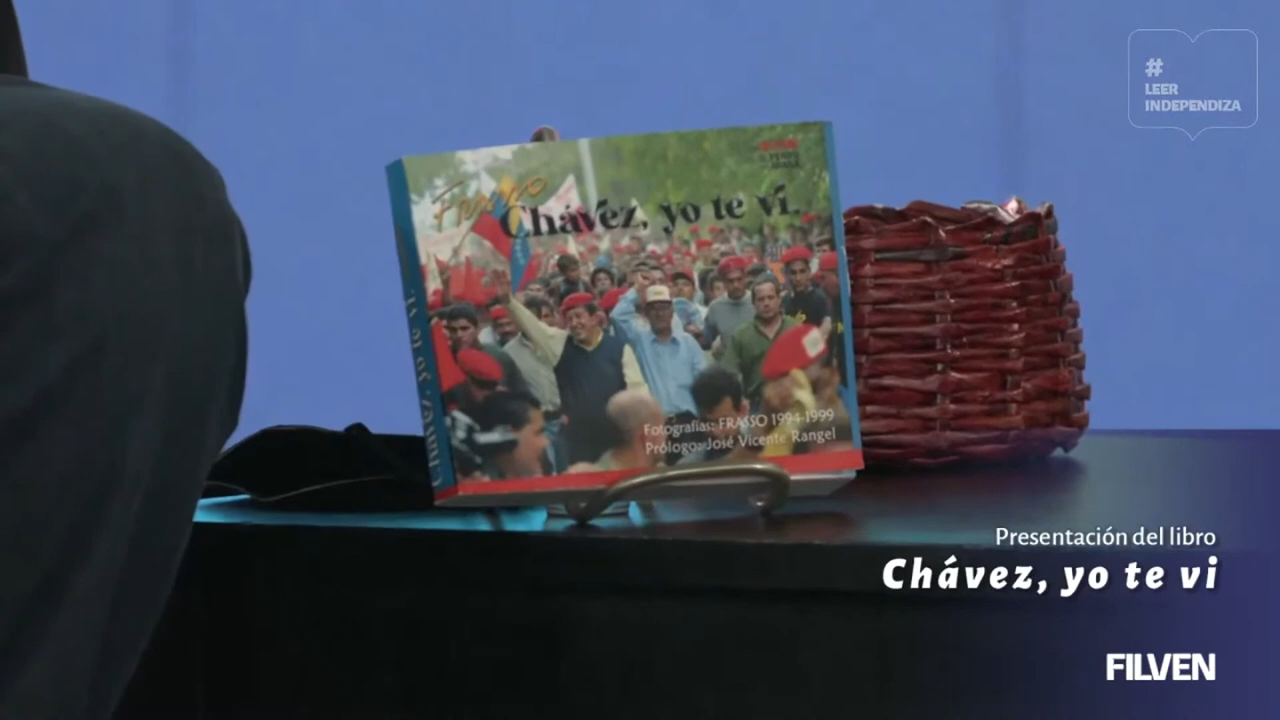 #
LEER
INDEPENDIZA
Frasso
Chávez, yo te vi.
Chávez, yo te vi.
Fotografías: FRASSO 1994-1999
Prólogo: José Vicente Rangel
Presentación del libro
Chávez, yo te vi
FILVEN